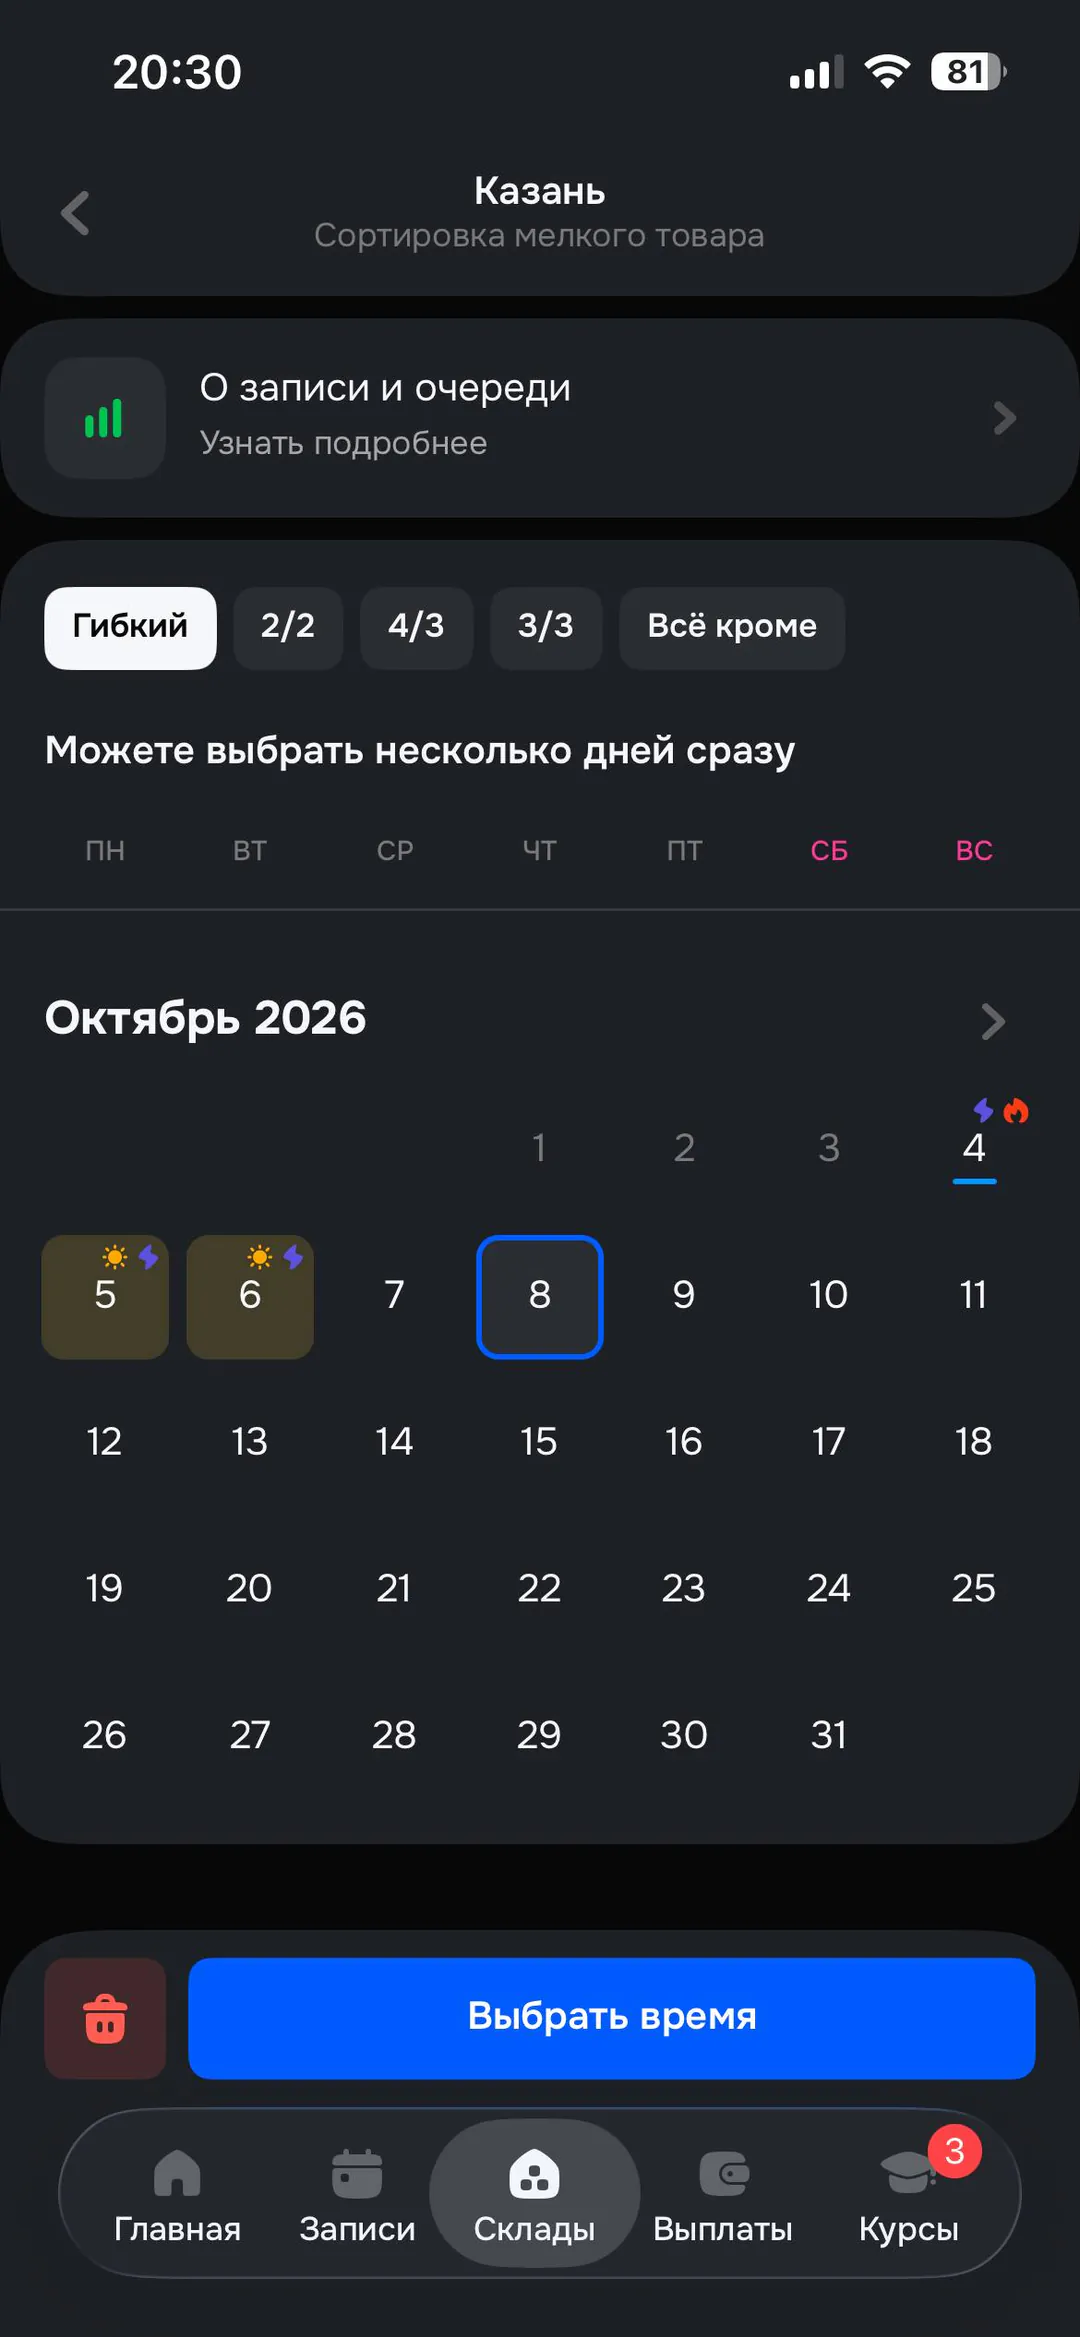 20:30
81
Казань
Сортировка мелкого товара
О записи и очереди
Узнать подробнее
Гибкий 2/2 4/3 3/3 Всё кроме
Можете выбрать несколько дней сразу
ПН ВТ СР ЧТ ПТ СБ ВС
Октябрь 2026
1 2 3 4
5 6 7 8 9 10 11
12 13 14 15 16 17 18
19 20 21 22 23 24 25
26 27 28 29 30 31
Выбрать время
3
Главная Записи Склады Выплаты Курсы